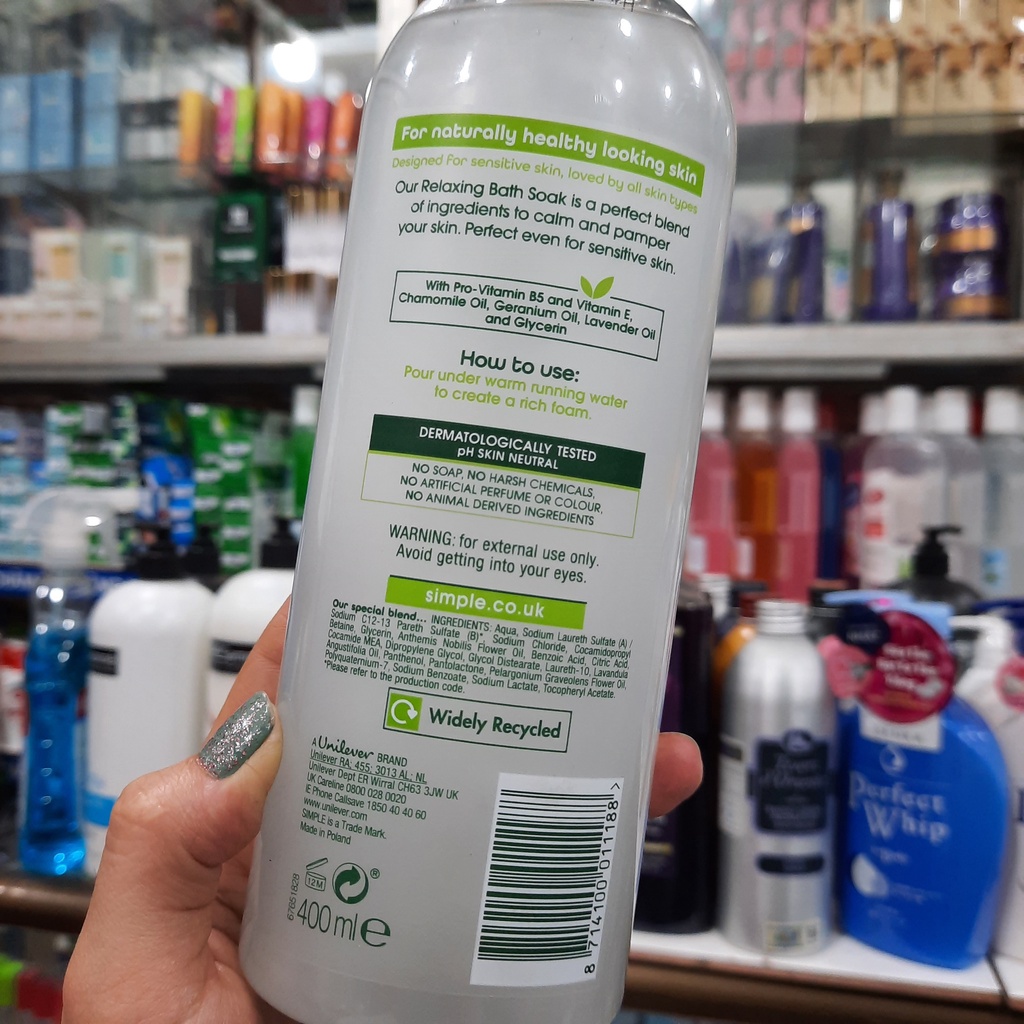 For naturally healthy looking skin
Designed for sensitive skin, loved by all skin types
Our Relaxing Bath Soak is a perfect blend
of ingredients to calm and pamper
your skin. Perfect even for sensitive skin.
With Pro-Vitamin B5 and Vitamin E,
Chamomile Oil, Geranium Oil, Lavender Oil
and Glycerin
How to use:
Pour under warm running water
to create a rich foam.
DERMATOLOGICALLY TESTED
pH SKIN NEUTRAL
NO SOAP, NO HARSH CHEMICALS,
NO ARTIFICIAL PERFUME OR COLOUR,
NO ANIMAL DERIVED INGREDIENTS
WARNING: for external use only.
Avoid getting into your eyes.
simple.co.uk
Our special blend... INGREDIENTS: Aqua, Sodium Laureth Sulfate (A) /
Sodium C12-13 Pareth Sulfate (B)*, Sodium Chloride, Cocamidopropyl
Betaine, Glycerin, Anthemis Nobilis Flower Oil, Benzoic Acid, Citric Acid,
Cocamide MEA, Dipropylene Glycol, Glycol Distearate, Laureth-10, Lavandula
Angustifolia Oil, Panthenol, Pantolactone, Pelargonium Graveolens Flower Oil,
Polyquaternium-7, Sodium Benzoate, Sodium Lactate, Tocopheryl Acetate.
*Please refer to the production code.
Widely Recycled
A Unilever BRAND
Unilever RA; 455; 3013 AL; NL
Unilever Dept ER Wirral CH63 3JW UK
UK Careline 0800 028 0020
IE Phone Callsave 1850 40 40 60
www.unilever.com
SIMPLE is a Trade Mark.
Made in Poland
12M
®
67651828
400 ml e
8 714100 011188 >
Perfect
Whip